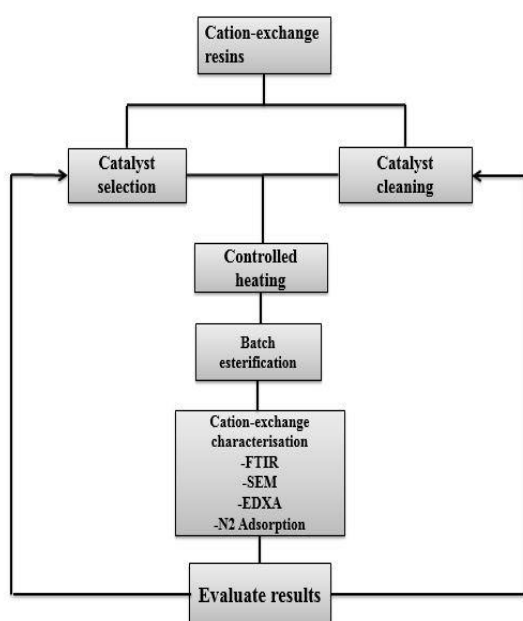 Cation-exchange
resins
Catalyst
selection
Catalyst
cleaning
Controlled
heating
Batch
esterification
Cation-exchange
characterisation
-FTIR
-SEM
-EDXA
-N2 Adsorption
Evaluate results